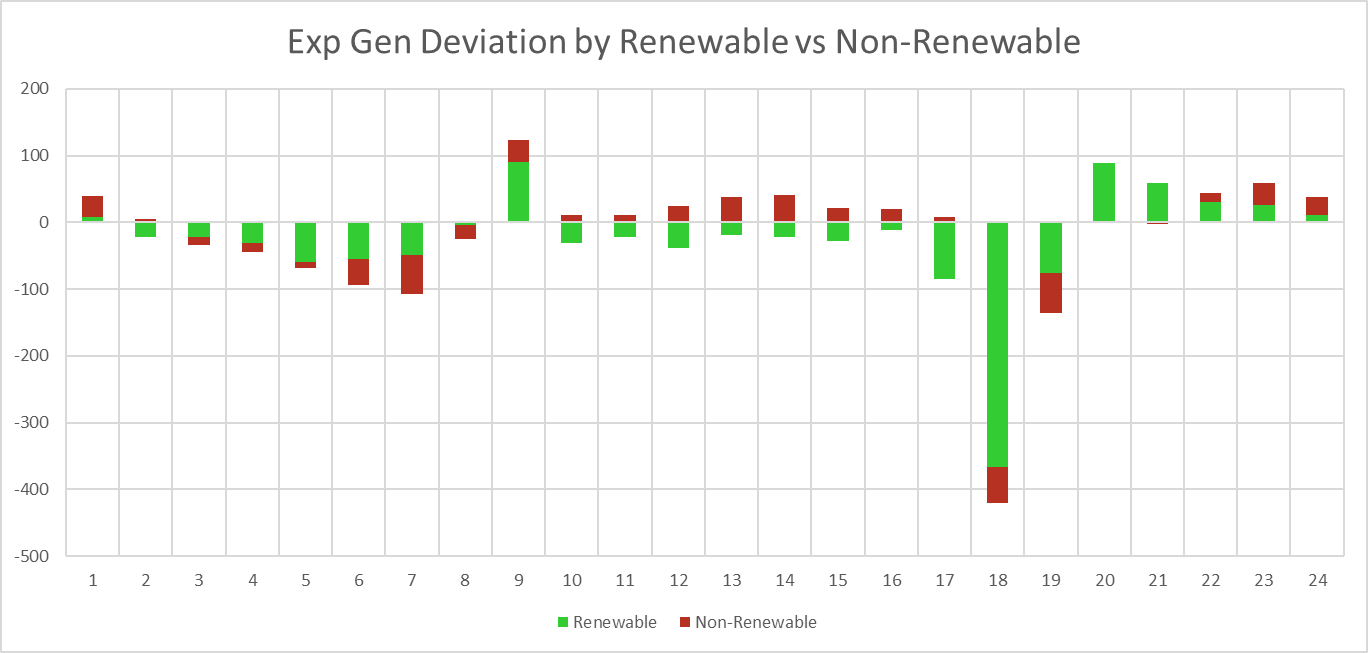 Exp Gen Deviation by Renewable vs Non-Renewable
200
100
0
-100
-200
-300
-400
-500
1 2 3 4 5 6 7 8 9 10 11 12 13 14 15 16 17 18 19 20 21 22 23 24
Renewable Non-Renewable